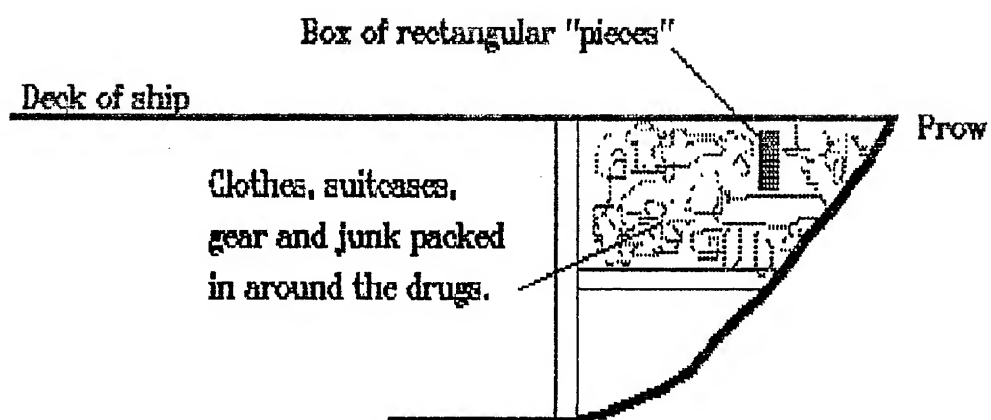 Box of rectangular "pieces"
Deck of ship
Prow
Clothes, suitcases,
gear and junk packed
in around the drugs.